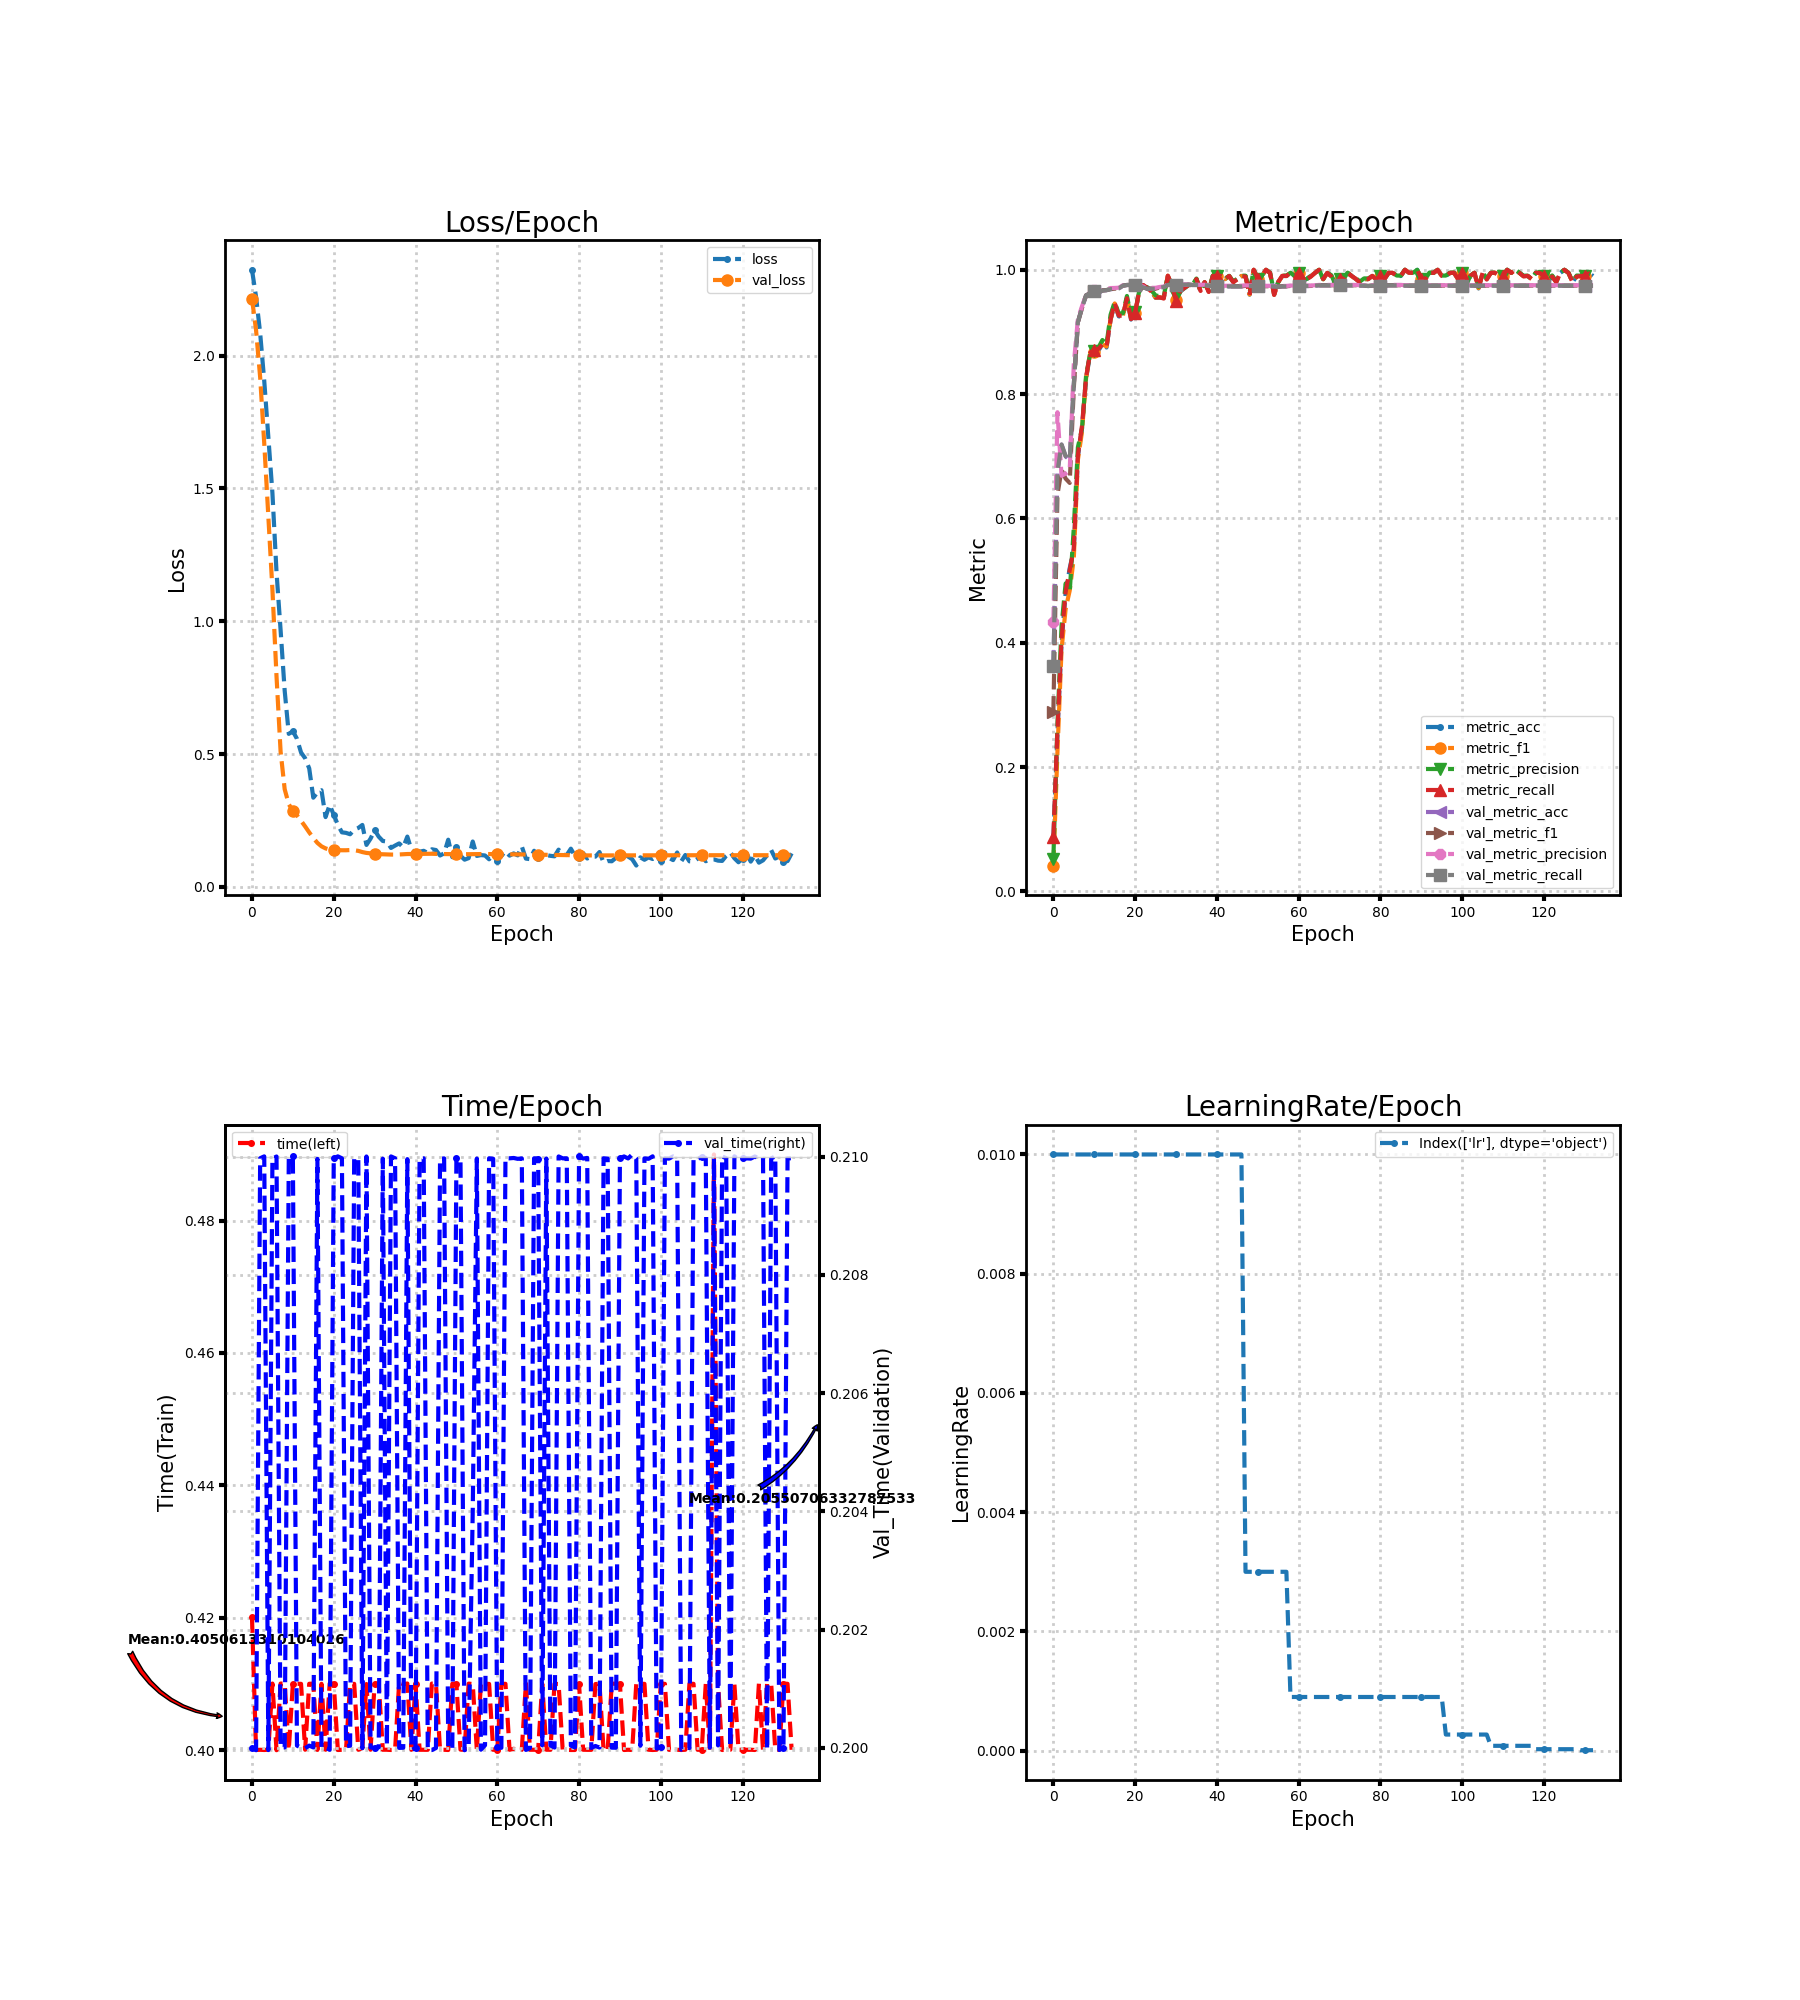 Loss/Epoch
loss
val_loss
2.0
1.5
1.0
0.5
0.0
Loss
0 20 40 60 80 100 120
Epoch
Metric/Epoch
1.0
0.8
0.6
0.4
0.2
0.0
Metric
metric_acc
metric_f1
metric_precision
metric_recall
val_metric_acc
val_metric_f1
val_metric_precision
val_metric_recall
0 20 40 60 80 100 120
Epoch
Time/Epoch
time(left)
val_time(right)
0.48
0.46
0.44
0.42
0.40
Time(Train)
Mean:0.4050613310104026
0.210
0.208
0.206
0.204
0.202
0.200
Val_Time(Validation)
Mean:0.20550706332787533
0 20 40 60 80 100 120
Epoch
LearningRate/Epoch
Index(['lr'], dtype='object')
0.010
0.008
0.006
0.004
0.002
0.000
LearningRate
0 20 40 60 80 100 120
Epoch